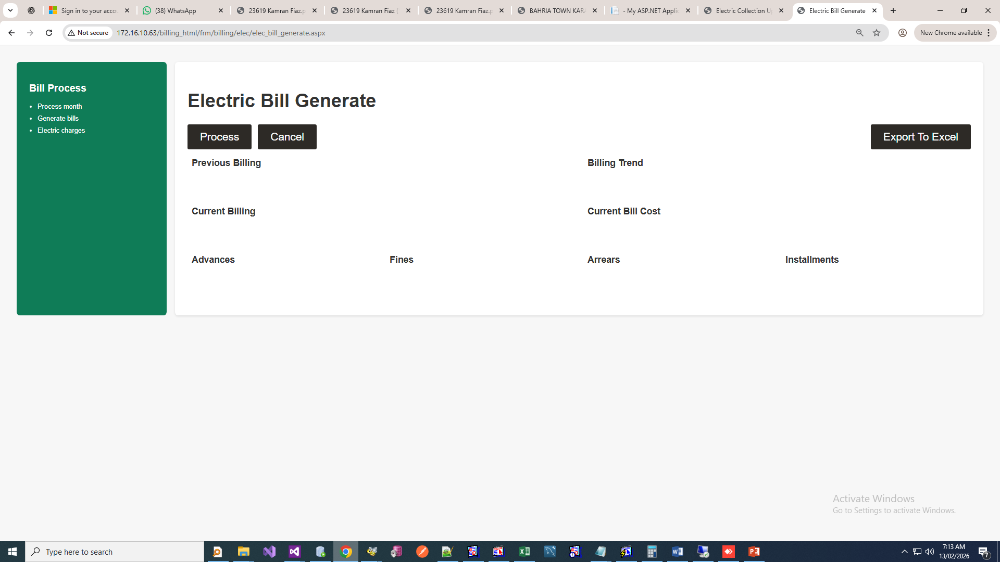 Sign in to your accou
(38) WhatsApp
23619 Kamran Fiaz.p
23619 Kamran Fiaz (
23619 Kamran Fiaz.p
BAHRIA TOWN KARA
- My ASP.NET Applic
Electric Collection Up
Electric Bill Generate
Not secure
172.16.10.63/billing_html/frm/billing/elec/elec_bill_generate.aspx
New Chrome available
Bill Process
• Process month
• Generate bills
• Electric charges
Electric Bill Generate
Process
Cancel
Export To Excel
Previous Billing
Billing Trend
Current Billing
Current Bill Cost
Advances
Fines
Arrears
Installments
Activate Windows
Go to Settings to activate Windows.
Type here to search
7:13 AM
13/02/2026
7